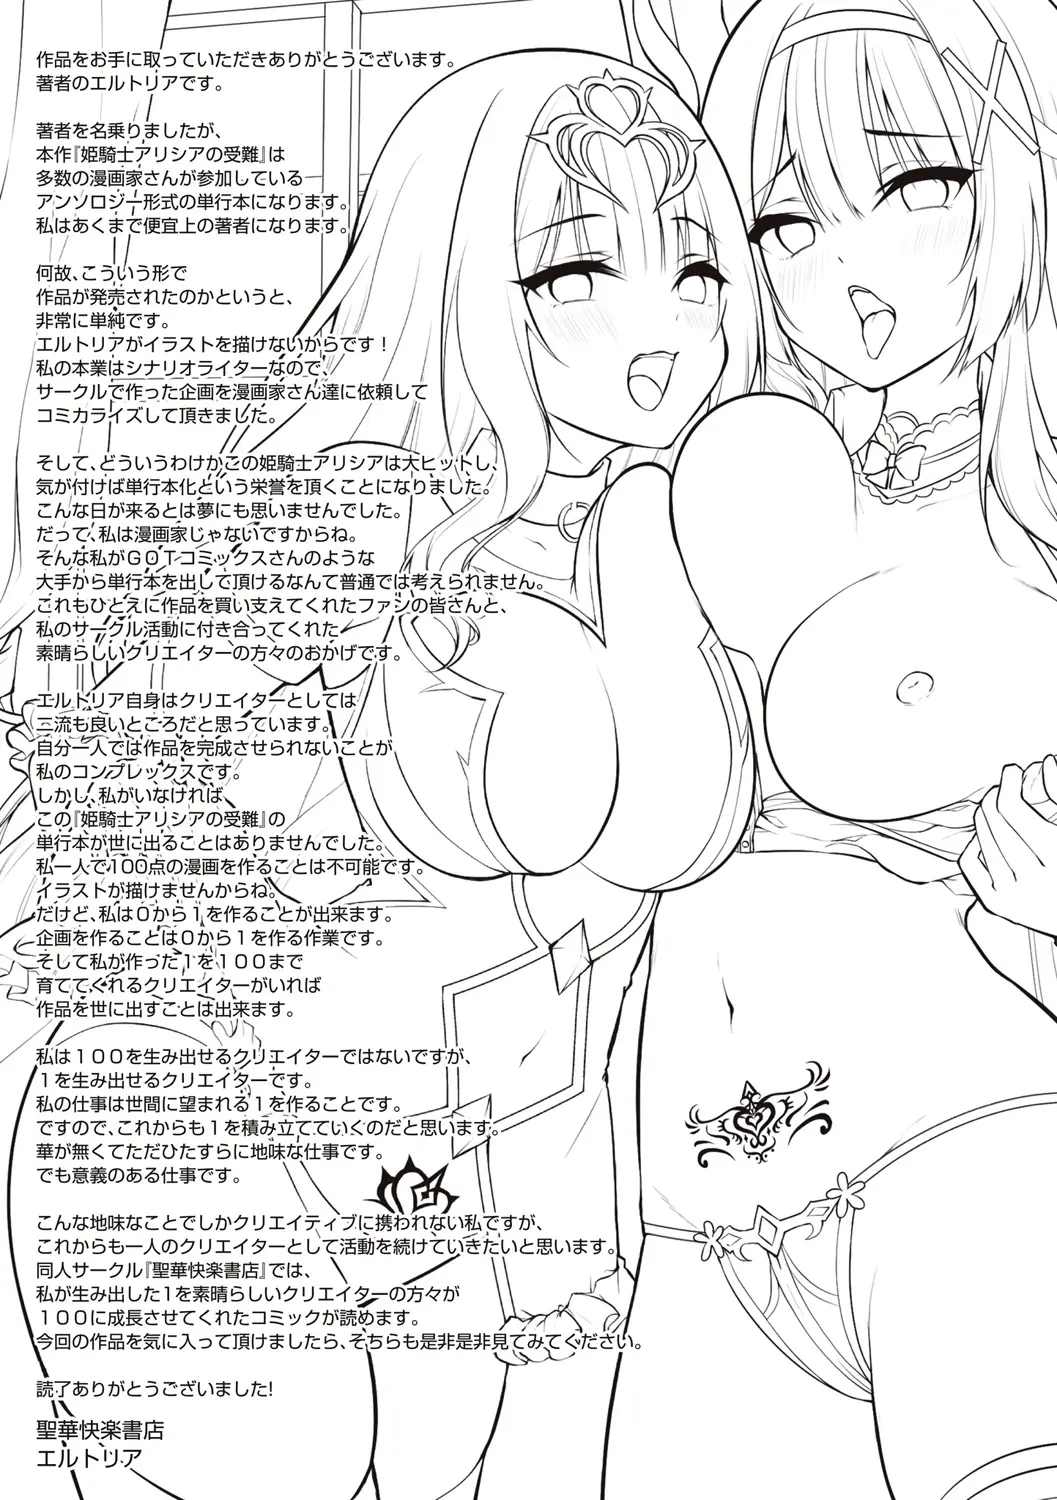 作品をお手に取っていただきありがとうございます。
著者のエルトリアです。
著者を名乗りましたが、
本作『姫騎士アリシアの受難』は
多数の漫画家さんが参加している
アンソロジー形式の単行本になります。
私はあくまで便宜上の著者になります。
何故、こういう形で
作品が発売されたのかというと、
非常に単純です。
エルトリアがイラストを描けないからです！
私の本業はシナリオライターなので、
サークルで作った企画を漫画家さん達に依頼して
コミカライズして頂きました。
そして、どういうわけかこの姫騎士アリシアは大ヒットし、
気が付けば単行本化という栄誉を頂くことになりました。
こんな日が来るとは夢にも思いませんでした。
だって、私は漫画家じゃないですからね。
そんな私がＧＯＴコミックスさんのような
大手から単行本を出して頂けるなんて普通では考えられません。
これもひとえに作品を買い支えてくれたファンの皆さんと、
私のサークル活動に付き合ってくれた
素晴らしいクリエイターの方々のおかげです。
エルトリア自身はクリエイターとしては
三流も良いところだと思っています。
自分一人では作品を完成させられないことが
私のコンプレックスです。
しかし、私がいなければ
この『姫騎士アリシアの受難』の
単行本が世に出ることはありませんでした。
私一人で100点の漫画を作ることは不可能です。
イラストが描けませんからね。
だけど、私は０から１を作ることが出来ます。
企画を作ることは０から１を作る作業です。
そして私が作った１を１００まで
育ててくれるクリエイターがいれば
作品を世に出すことは出来ます。
私は１００を生み出せるクリエイターではないですが、
１を生み出せるクリエイターです。
私の仕事は世間に望まれる１を作ることです。
ですので、これからも１を積み立てていくのだと思います。
華が無くてただひたすらに地味な仕事です。
でも意義のある仕事です。
こんな地味なことでしかクリエイティブに携われない私ですが、
これからも一人のクリエイターとして活動を続けていきたいと思います。
同人サークル『聖華快楽書店』では、
私が生み出した１を素晴らしいクリエイターの方々が
１００に成長させてくれたコミックが読めます。
今回の作品を気に入って頂けましたら、そちらも是非是非見てみてください。
読了ありがとうございました!
聖華快楽書店
エルトリア